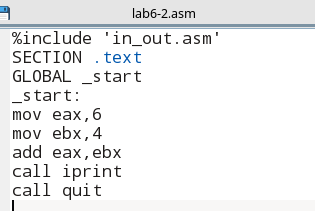 lab6-2.asm
%include 'in_out.asm'
SECTION .text
GLOBAL _start
_start:
mov eax,6
mov ebx,4
add eax,ebx
call iprint
call quit